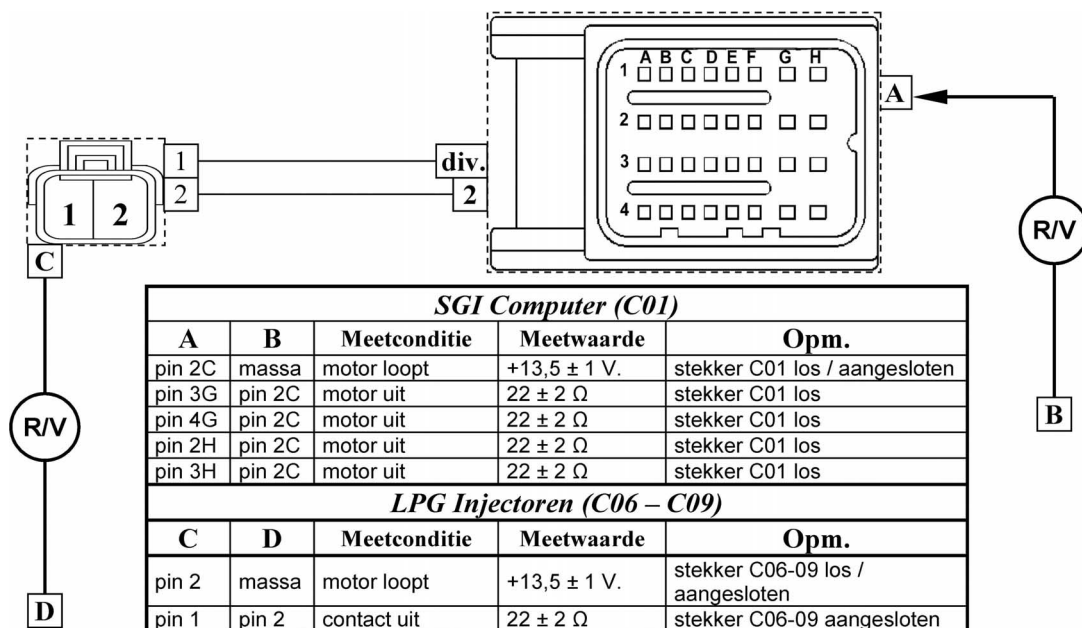 A B C D E F G H
1
2
3
4
A
1
2
div.
2
1 2
C
R/V
D
R/V
B
SGI Computer (C01)
A B Meetconditie Meetwaarde Opm.
pin 2C massa motor loopt +13,5 ± 1 V. stekker C01 los / aangesloten
pin 3G pin 2C motor uit 22 ± 2 Ω stekker C01 los
pin 4G pin 2C motor uit 22 ± 2 Ω stekker C01 los
pin 2H pin 2C motor uit 22 ± 2 Ω stekker C01 los
pin 3H pin 2C motor uit 22 ± 2 Ω stekker C01 los
LPG Injectoren (C06 – C09)
C D Meetconditie Meetwaarde Opm.
pin 2 massa motor loopt +13,5 ± 1 V. stekker C06-09 los /
aangesloten
pin 1 pin 2 contact uit 22 ± 2 Ω stekker C06-09 aangesloten